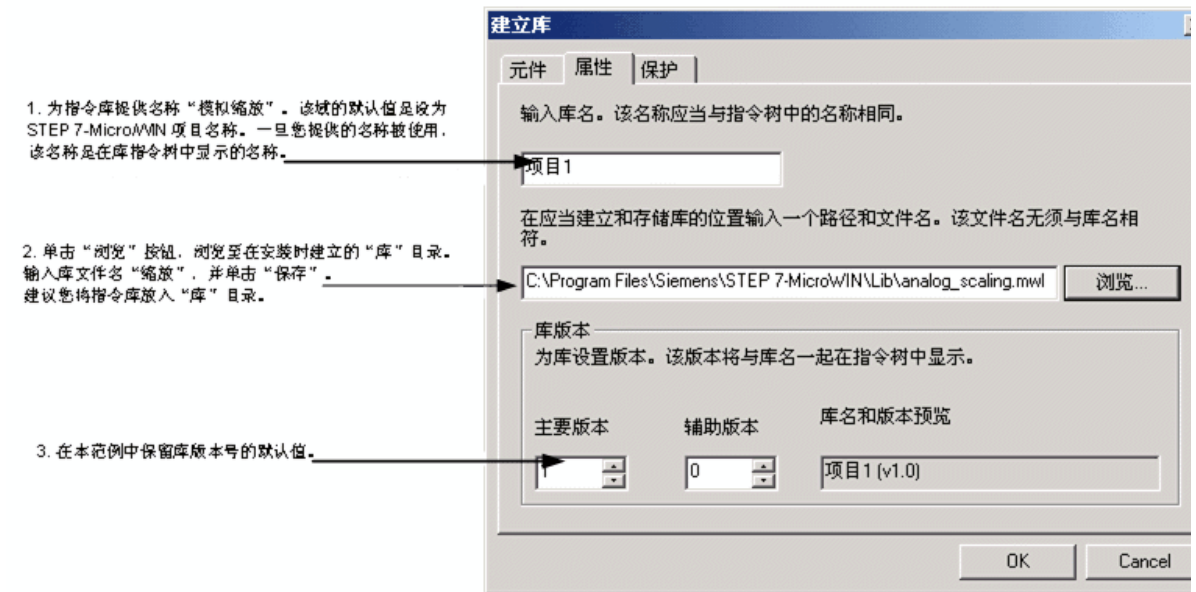 建立库
元件 属性 保护
1. 为指令库提供名称“模拟缩放”。该域的默认值是设为
STEP 7-Micro/WIN 项目名称。一旦您提供的名称被使用，
该名称是在库指令树中显示的名称。
输入库名。该名称应当与指令树中的名称相同。
项目1
在应当建立和存储库的位置输入一个路径和文件名。该文件名无须与库名相
符。
2. 单击“浏览”按钮，浏览至在安装时建立的“库”目录。
输入库文件名“缩放”，并单击“保存”。
建议您将指令库放入“库”目录。
C:\Program Files\Siemens\STEP 7-MicroWIN\Lib\analog_scaling.mwl
浏览...
库版本
为库设置版本。该版本将与库名一起在指令树中显示。
主要版本 辅助版本 库名和版本预览
3. 在本范例中保留库版本号的默认值。
1 0 项目1 (v1.0)
OK Cancel